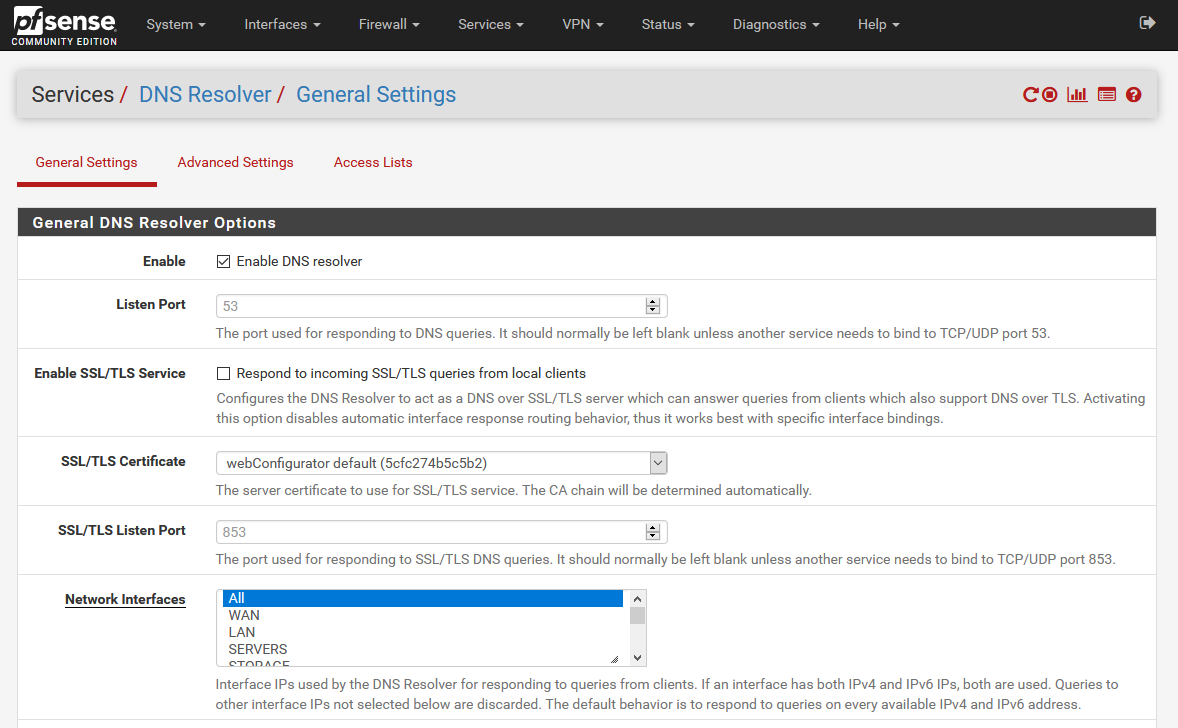 pfsense
COMMUNITY EDITION
System Interfaces Firewall Services VPN Status Diagnostics Help
Services / DNS Resolver / General Settings
General Settings Advanced Settings Access Lists
General DNS Resolver Options
Enable Enable DNS resolver
Listen Port 53
The port used for responding to DNS queries. It should normally be left blank unless another service needs to bind to TCP/UDP port 53.
Enable SSL/TLS Service Respond to incoming SSL/TLS queries from local clients
Configures the DNS Resolver to act as a DNS over SSL/TLS server which can answer queries from clients which also support DNS over TLS. Activating
this option disables automatic interface response routing behavior, thus it works best with specific interface bindings.
SSL/TLS Certificate webConfigurator default (5cfc274b5c5b2)
The server certificate to use for SSL/TLS service. The CA chain will be determined automatically.
SSL/TLS Listen Port 853
The port used for responding to SSL/TLS DNS queries. It should normally be left blank unless another service needs to bind to TCP/UDP port 853.
Network Interfaces All
WAN
LAN
SERVERS
STORAGE
Interface IPs used by the DNS Resolver for responding to queries from clients. If an interface has both IPv4 and IPv6 IPs, both are used. Queries to
other interface IPs not selected below are discarded. The default behavior is to respond to queries on every available IPv4 and IPv6 address.